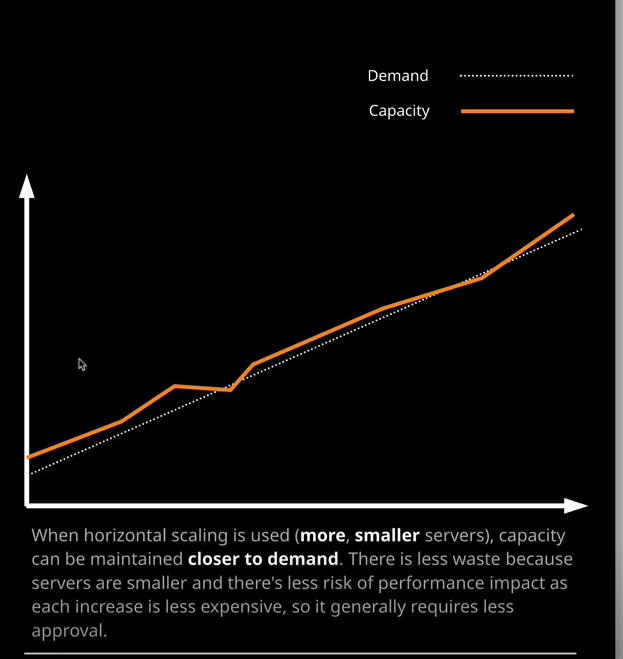 Demand
Capacity
When horizontal scaling is used (more, smaller servers), capacity
can be maintained closer to demand. There is less waste because
servers are smaller and there's less risk of performance impact as
each increase is less expensive, so it generally requires less
approval.